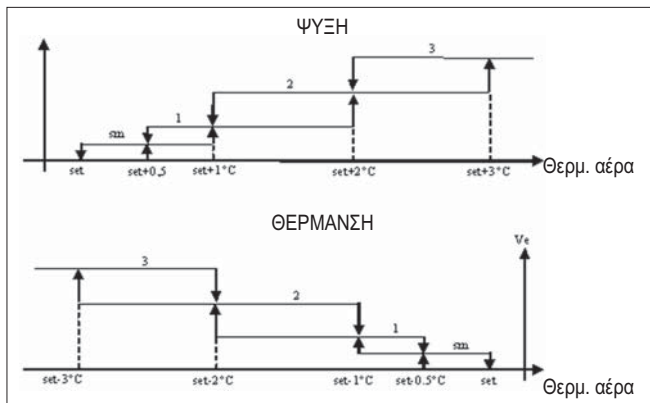 ΨΥΞΗ
3
2
1
sm
set
set+0,5
set+1°C
set+2°C
set+3°C
Θερμ. αέρα
ΘΕΡΜΑΝΣΗ
Ve
3
2
1
sm
set-3°C
set-2°C
set-1°C
set-0.5°C
set
Θερμ. αέρα